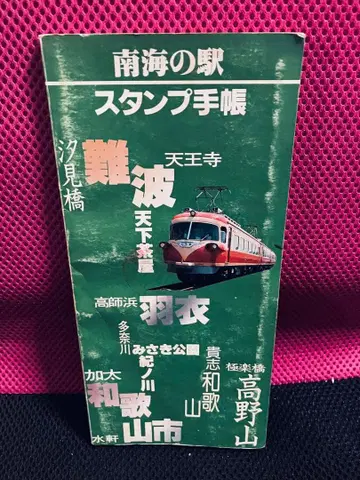 南海の駅
スタンプ手帳
汐見橋
難波
天王寺
天下茶屋
高師浜
羽衣
多奈川
みさき公園
紀ノ川
貴志
和歌山
極楽橋
高野山
加太
和歌山市
水軒